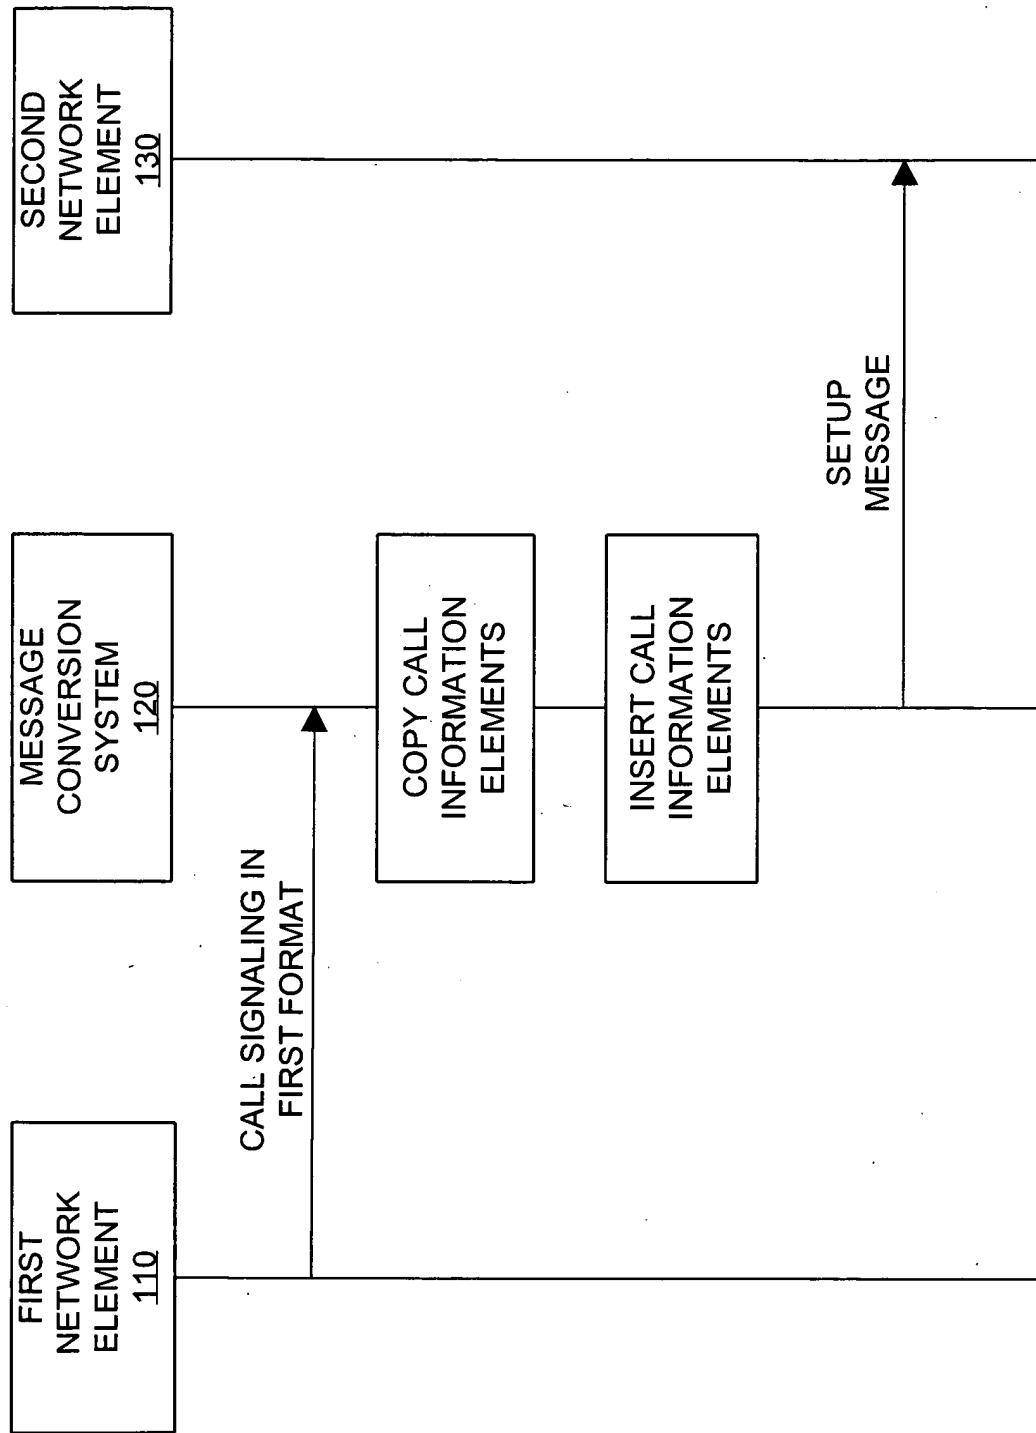 FIRST
NETWORK
ELEMENT
110
MESSAGE
CONVERSION
SYSTEM
120
SECOND
NETWORK
ELEMENT
130
CALL SIGNALING IN
FIRST FORMAT
COPY CALL
INFORMATION
ELEMENTS
INSERT CALL
INFORMATION
ELEMENTS
SETUP
MESSAGE